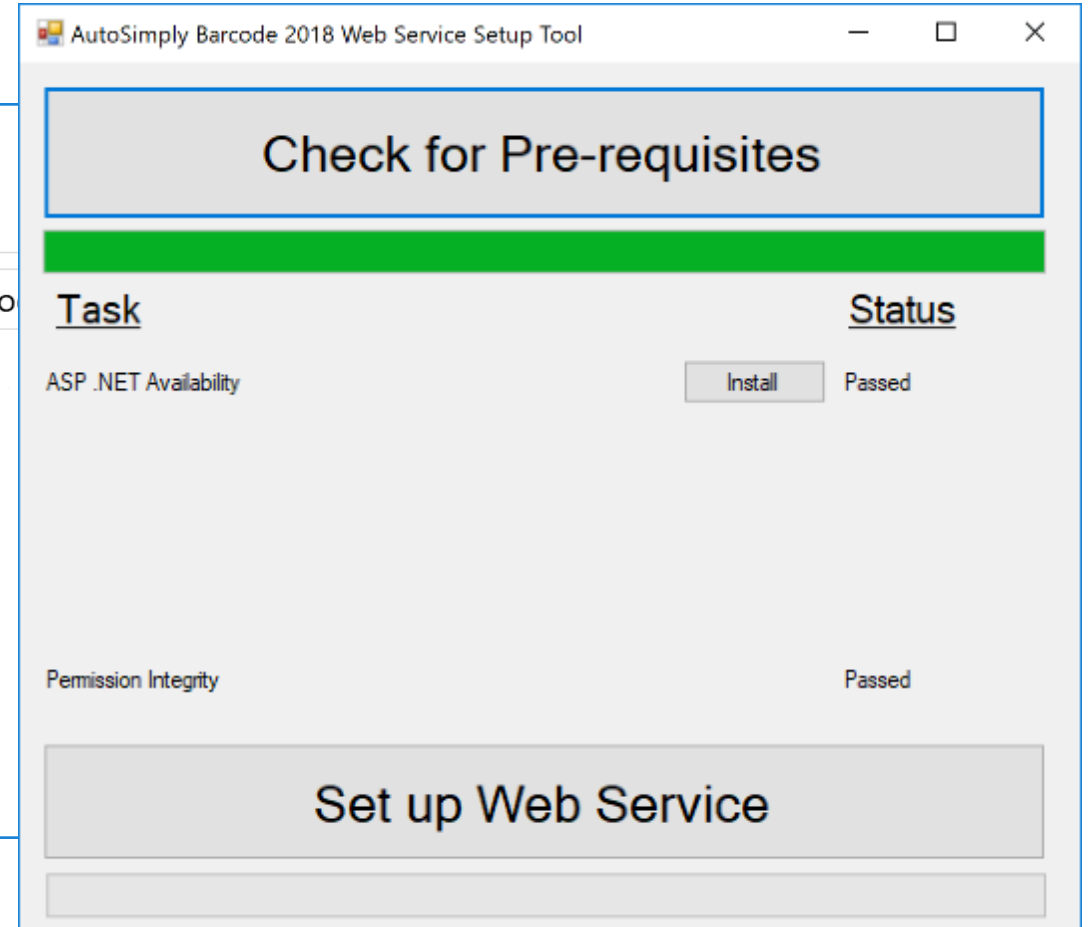 AutoSimply Barcode 2018 Web Service Setup Tool
Check for Pre-requisites
Task Status
ASP .NET Availability Install Passed
Permission Integrity Passed
Set up Web Service